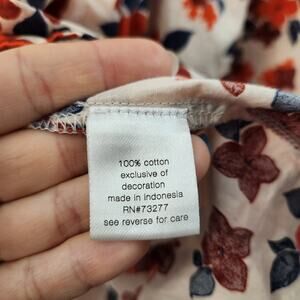 100% cotton
exclusive of
decoration
made in indonesia
RN#73277
see reverse for care